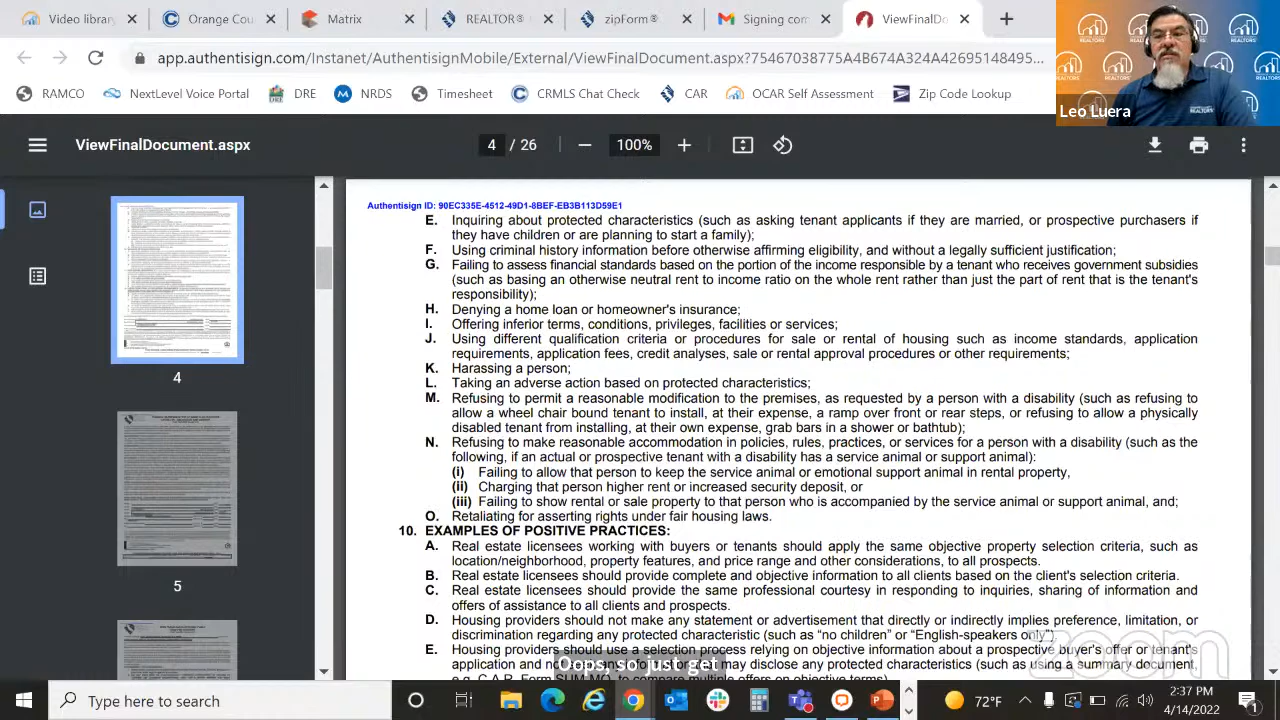 Q
Orange Cou
Matrix
REALTOR®
zipForm®
Signing com
ViewFinalDo
app.authentisign.com/Instanet/AuthentisignMobile/External/ViewFinalDocument.aspx?75467038775A4B674A324A42695148495...
RAMCO
NextLevel Voice Portal
DRE
NRDS
Timesheet
CRMLS Chat CBC
CAR
OCAR Self Assessment
Zip Code Lookup
Leo Luera
ViewFinalDocument.aspx
4 / 26
100%
Authentisign ID: 90EC335E-4512-49D1-8BEF-EB3B13D59E1
E. Inquiring about protected characteristics (such as asking tenant applicants if they are married, or prospective purchasers if
they have children or are planning to start a family);
F. Using criminal history information before otherwise affirming eligibility, and without a legally sufficient justification;
G. Failing to assess financial standards based on the portion of the income responsible by a tenant who receives government subsidies
(such as basing an otherwise neutral rent to income ratio on the whole rent rather than just the part of rent that is the tenant's
responsibility);
H. Denying a home loan or homeowner's insurance;
I. Offering inferior terms, conditions, privileges, facilities or services;
J. Using different qualification criteria or procedures for sale or rental of housing such as income standards, application
requirements, application fees, credit analyses, sale or rental approval procedures or other requirements;
K. Harassing a person;
L. Taking an adverse action based on protected characteristics;
M. Refusing to permit a reasonable modification to the premises, as requested by a person with a disability (such as refusing to
allow a wheel chair bound tenant to install, at their expense, a ramp over front or rear steps, or refusing to allow a physically
disabled tenant from installing, at their own expense, grab bars in a shower or bathtub);
N. Refusing to make reasonable accommodation in policies, rules, practices, or services for a person with a disability (such as the
following, if an actual or prospective tenant with a disability has a service animal or support animal):
(i) Failing to allow that person to keep the service animal or emotional support animal in rental property,
(ii) Charging that person higher rent or increased security deposit, or
(iii) Failing to show rental or sale property to that person who is accompanied by the service animal or support animal, and;
O. Retaliating for asserting rights under fair housing laws.
10. EXAMPLES OF POSITIVE PRACTICES:
A. Real estate licensees working with buyers or tenants should apply the same objective property selection criteria, such as
location/neighborhood, property features, and price range and other considerations, to all prospects.
B. Real estate licensees should provide complete and objective information to all clients based on the client's selection criteria.
C. Real estate licensees should provide the same professional courtesy in responding to inquiries, sharing of information and
offers of assistance to all clients and prospects.
D. Housing providers should not make any statement or advertisement that directly or indirectly implies preference, limitation, or
discrimination regarding any protected characteristic (such as "no children" or "English-speakers only").
E. Housing providers should use a selection process relying on objective information about a prospective buyer's offer or tenant's
application and not seek any information that may disclose any protected characteristics (such as using a summary document,
zoom
4
5
Type here to search
72°F
2:37 PM
4/14/2022